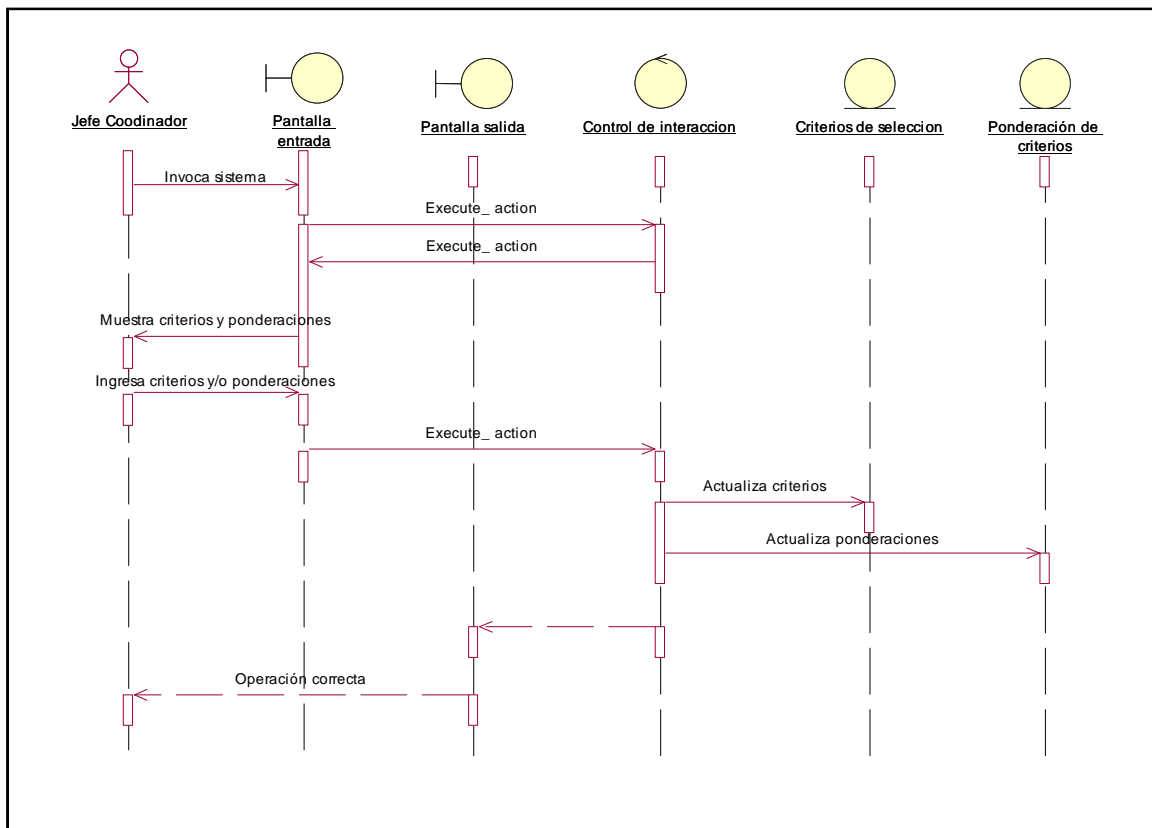 Jefe Coodinador
Pantalla
entrada
Pantalla salida
Control de interaccion
Criterios de seleccion
Ponderación de
criterios
Invoca sistema
Execute_ action
Execute_ action
Muestra criterios y ponderaciones
Ingresa criterios y/o ponderaciones
Execute_ action
Actualiza criterios
Actualiza ponderaciones
Operación correcta